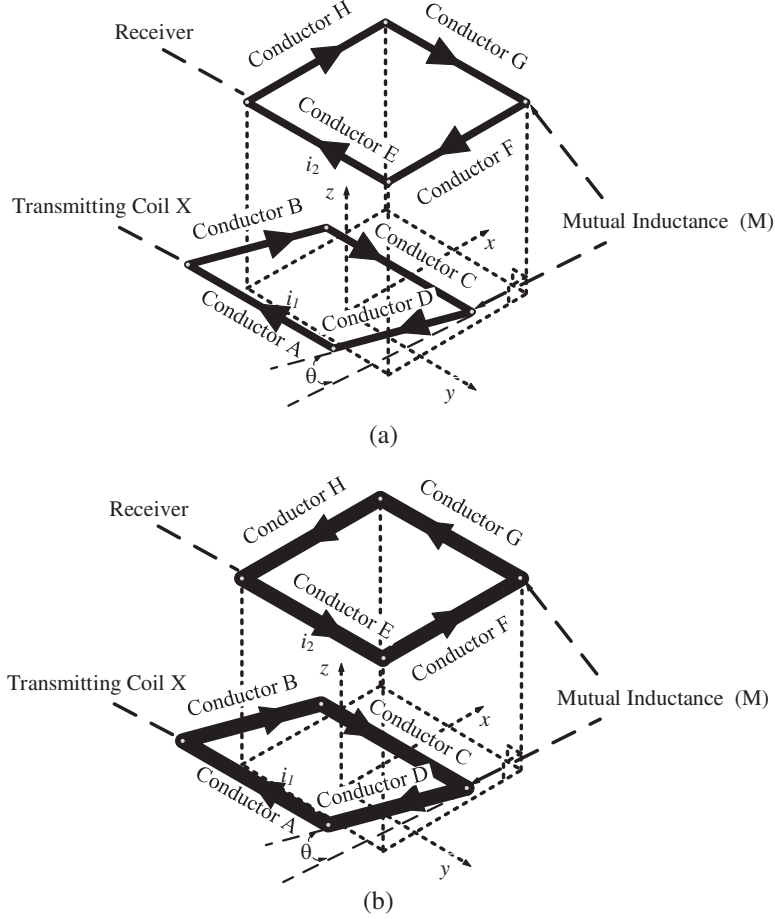 Conductor H
Receiver
Conductor G
Conductor E
i2
Conductor F
z
Transmitting Coil X
Conductor B
x
Mutual Inductance (M)
Conductor C
i1
Conductor D
Conductor A
θ
y
(a)
Conductor H
Receiver
Conductor G
Conductor E
i2
Conductor F
z
Transmitting Coil X
Conductor B
x
Mutual Inductance (M)
Conductor C
i1
Conductor D
Conductor A
θ
y
(b)